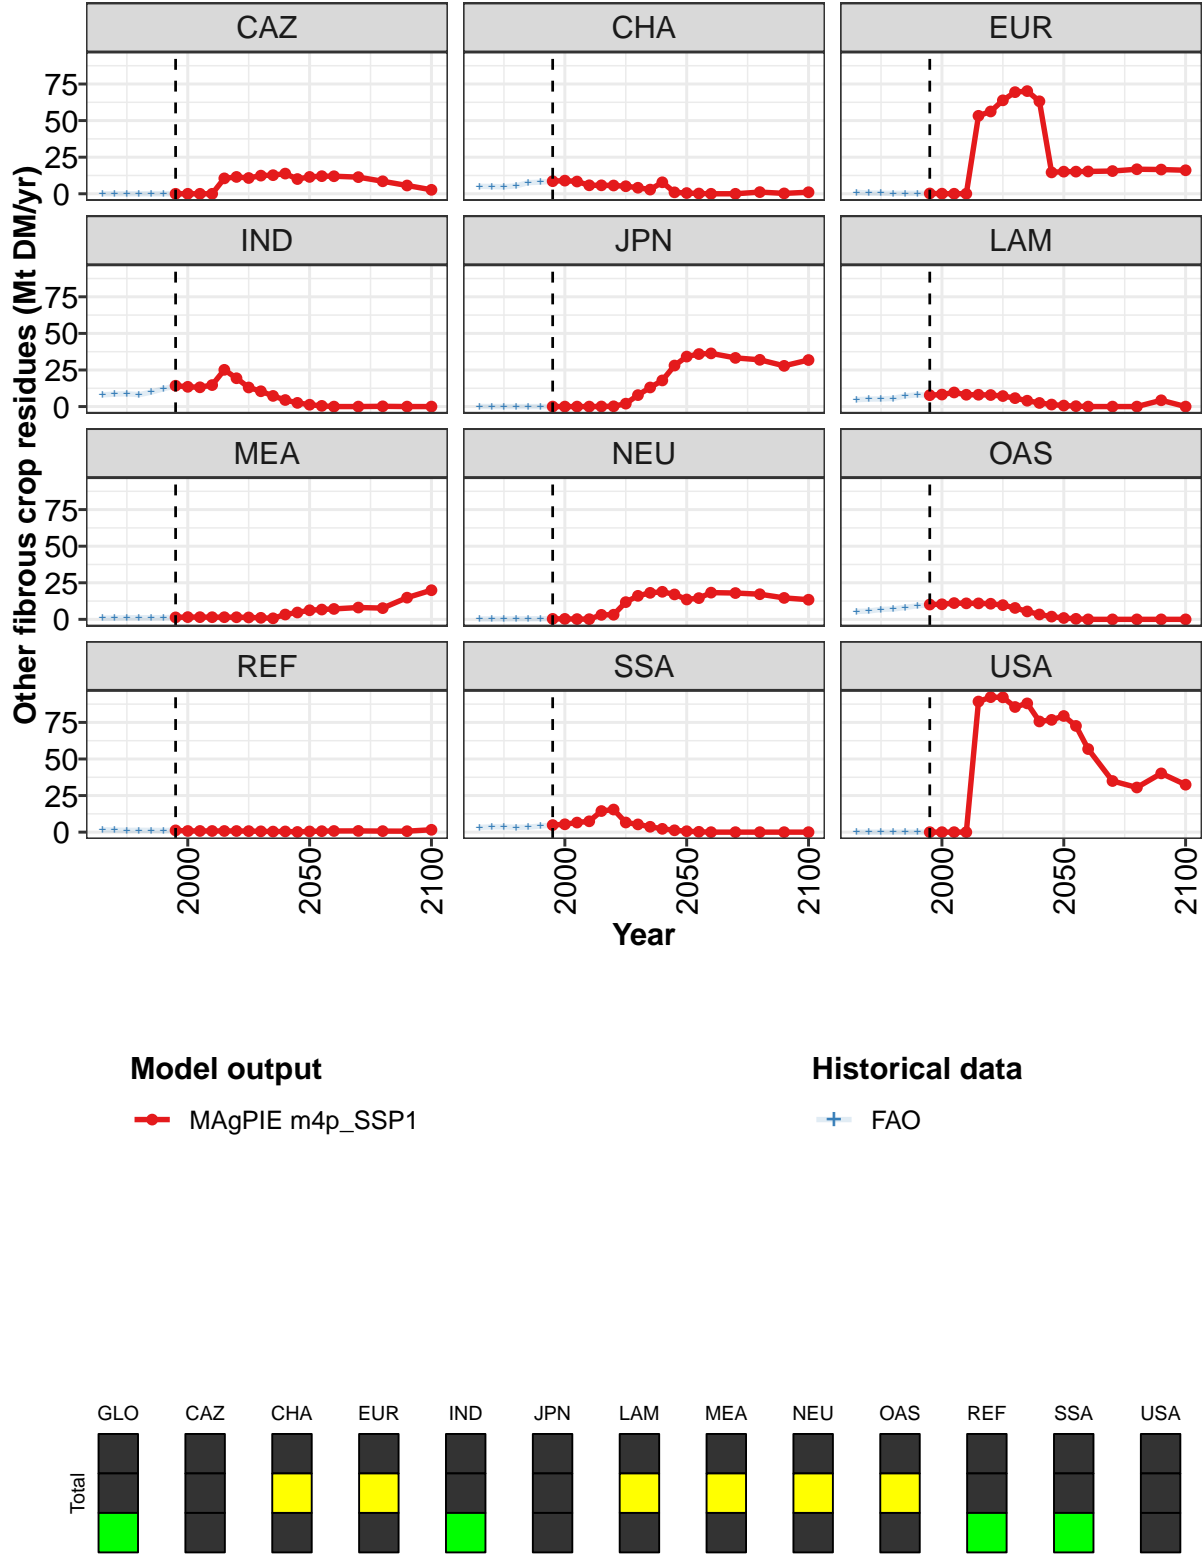 CAZ CHA EUR
75
50
25
0
IND JPN LAM
75
50
25
0
MEA NEU OAS
75
50
25
0
REF SSA USA
75
50
25
0
Other fibrous crop residues (Mt DM/yr)
2000 2050 2100 2000 2050 2100 2000 2050 2100
Year
Model output
MAgPIE m4p_SSP1
Historical data
FAO
GLO CAZ CHA EUR IND JPN LAM MEA NEU OAS REF SSA USA
Total